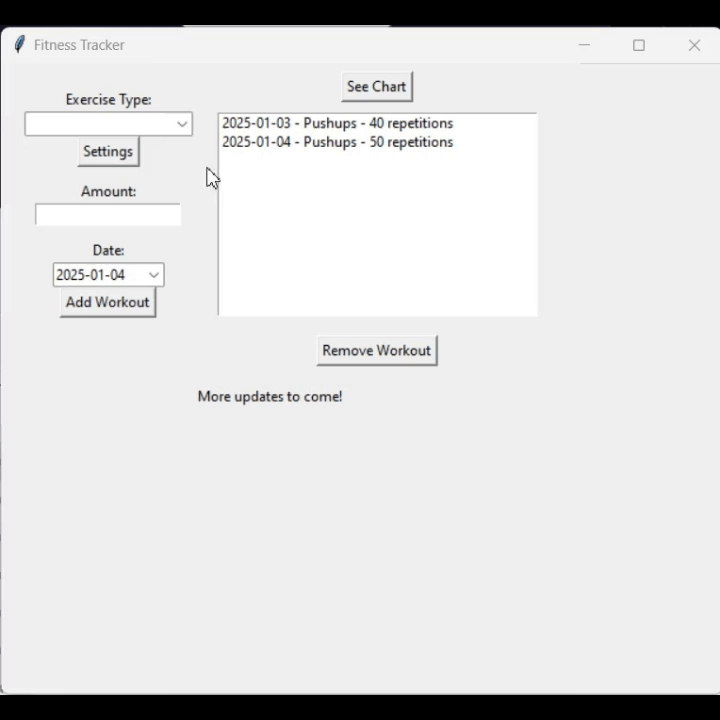 Fitness Tracker
See Chart
Exercise Type:
Settings
Amount:
Date:
2025-01-04
Add Workout
2025-01-03 - Pushups - 40 repetitions
2025-01-04 - Pushups - 50 repetitions
Remove Workout
More updates to come!